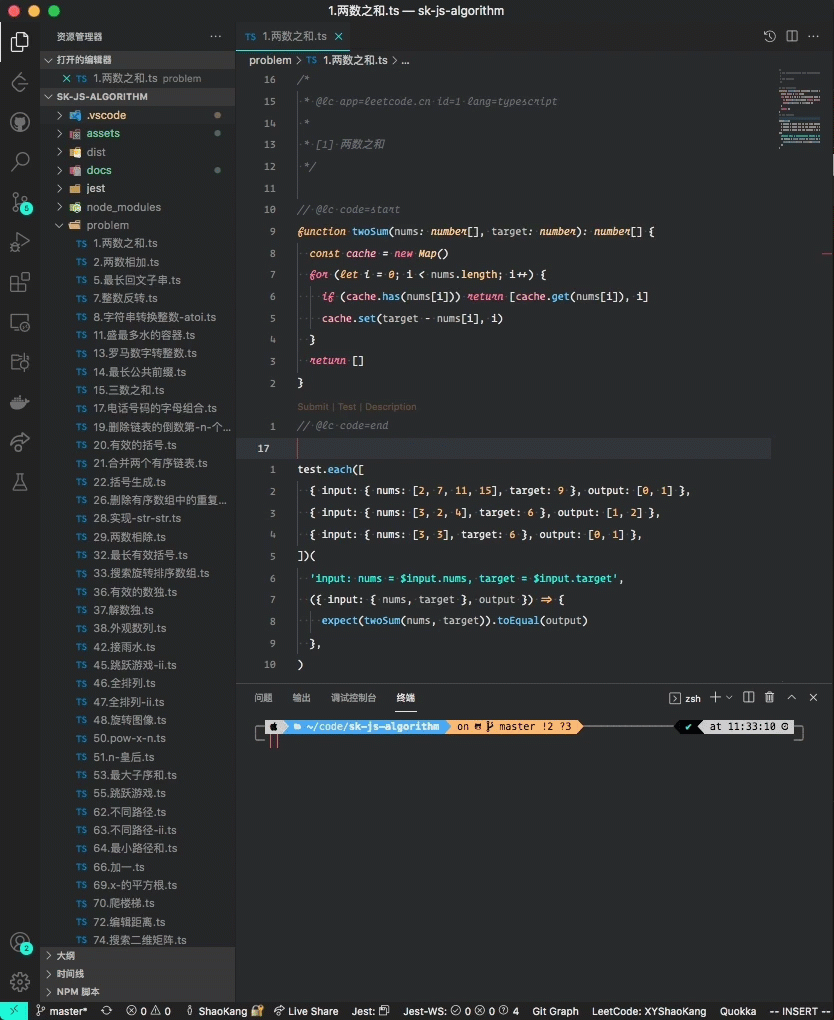 1.两数之和.ts — sk-js-algorithm
资源管理器
打开的编辑器
TS 1.两数之和.ts problem
SK-JS-ALGORITHM
.vscode
assets
dist
docs
jest
node_modules
problem
TS 1.两数之和.ts
TS 2.两数相加.ts
TS 5.最长回文子串.ts
TS 7.整数反转.ts
TS 8.字符串转换整数-atoi.ts
TS 11.盛最多水的容器.ts
TS 13.罗马数字转整数.ts
TS 14.最长公共前缀.ts
TS 15.三数之和.ts
TS 17.电话号码的字母组合.ts
TS 19.删除链表的倒数第-n-个...
TS 20.有效的括号.ts
TS 21.合并两个有序链表.ts
TS 22.括号生成.ts
TS 26.删除有序数组中的重复...
TS 28.实现-str-str.ts
TS 29.两数相除.ts
TS 32.最长有效括号.ts
TS 33.搜索旋转排序数组.ts
TS 36.有效的数独.ts
TS 37.解数独.ts
TS 38.外观数列.ts
TS 42.接雨水.ts
TS 45.跳跃游戏-ii.ts
TS 46.全排列.ts
TS 47.全排列-ii.ts
TS 48.旋转图像.ts
TS 50.pow-x-n.ts
TS 51.n-皇后.ts
TS 53.最大子序和.ts
TS 55.跳跃游戏.ts
TS 62.不同路径.ts
TS 63.不同路径-ii.ts
TS 64.最小路径和.ts
TS 66.加一.ts
TS 69.x-的平方根.ts
TS 70.爬楼梯.ts
TS 72.编辑距离.ts
TS 74.搜索二维矩阵.ts
大纲
时间线
NPM 脚本
5
2
TS 1.两数之和.ts
problem > TS 1.两数之和.ts > ...
16 /*
15 * @lc app=leetcode.cn id=1 lang=typescript
14 *
13 * [1] 两数之和
12 */
11
10 // @lc code=start
9 function twoSum(nums: number[], target: number): number[] {
8 const cache = new Map()
7 for (let i = 0; i < nums.length; i++) {
6 if (cache.has(nums[i])) return [cache.get(nums[i]), i]
5 cache.set(target - nums[i], i)
4 }
3 return []
2 }
Submit | Test | Description
1 // @lc code=end
17
1 test.each([
2 { input: { nums: [2, 7, 11, 15], target: 9 }, output: [0, 1] },
3 { input: { nums: [3, 2, 4], target: 6 }, output: [1, 2] },
4 { input: { nums: [3, 3], target: 6 }, output: [0, 1] },
5 ])(
6 'input: nums = $input.nums, target = $input.target',
7 ({ input: { nums, target }, output }) => {
8 expect(twoSum(nums, target)).toEqual(output)
9 },
10 )
问题 输出 调试控制台 终端 zsh
~/code/sk-js-algorithm on master !2 ?3 ✔ at 11:33:10
master* 0 0 ShaoKang Live Share Jest: Jest-WS: 0 0 4 Git Graph LeetCode: XYShaoKang Quokka -- INSERT --